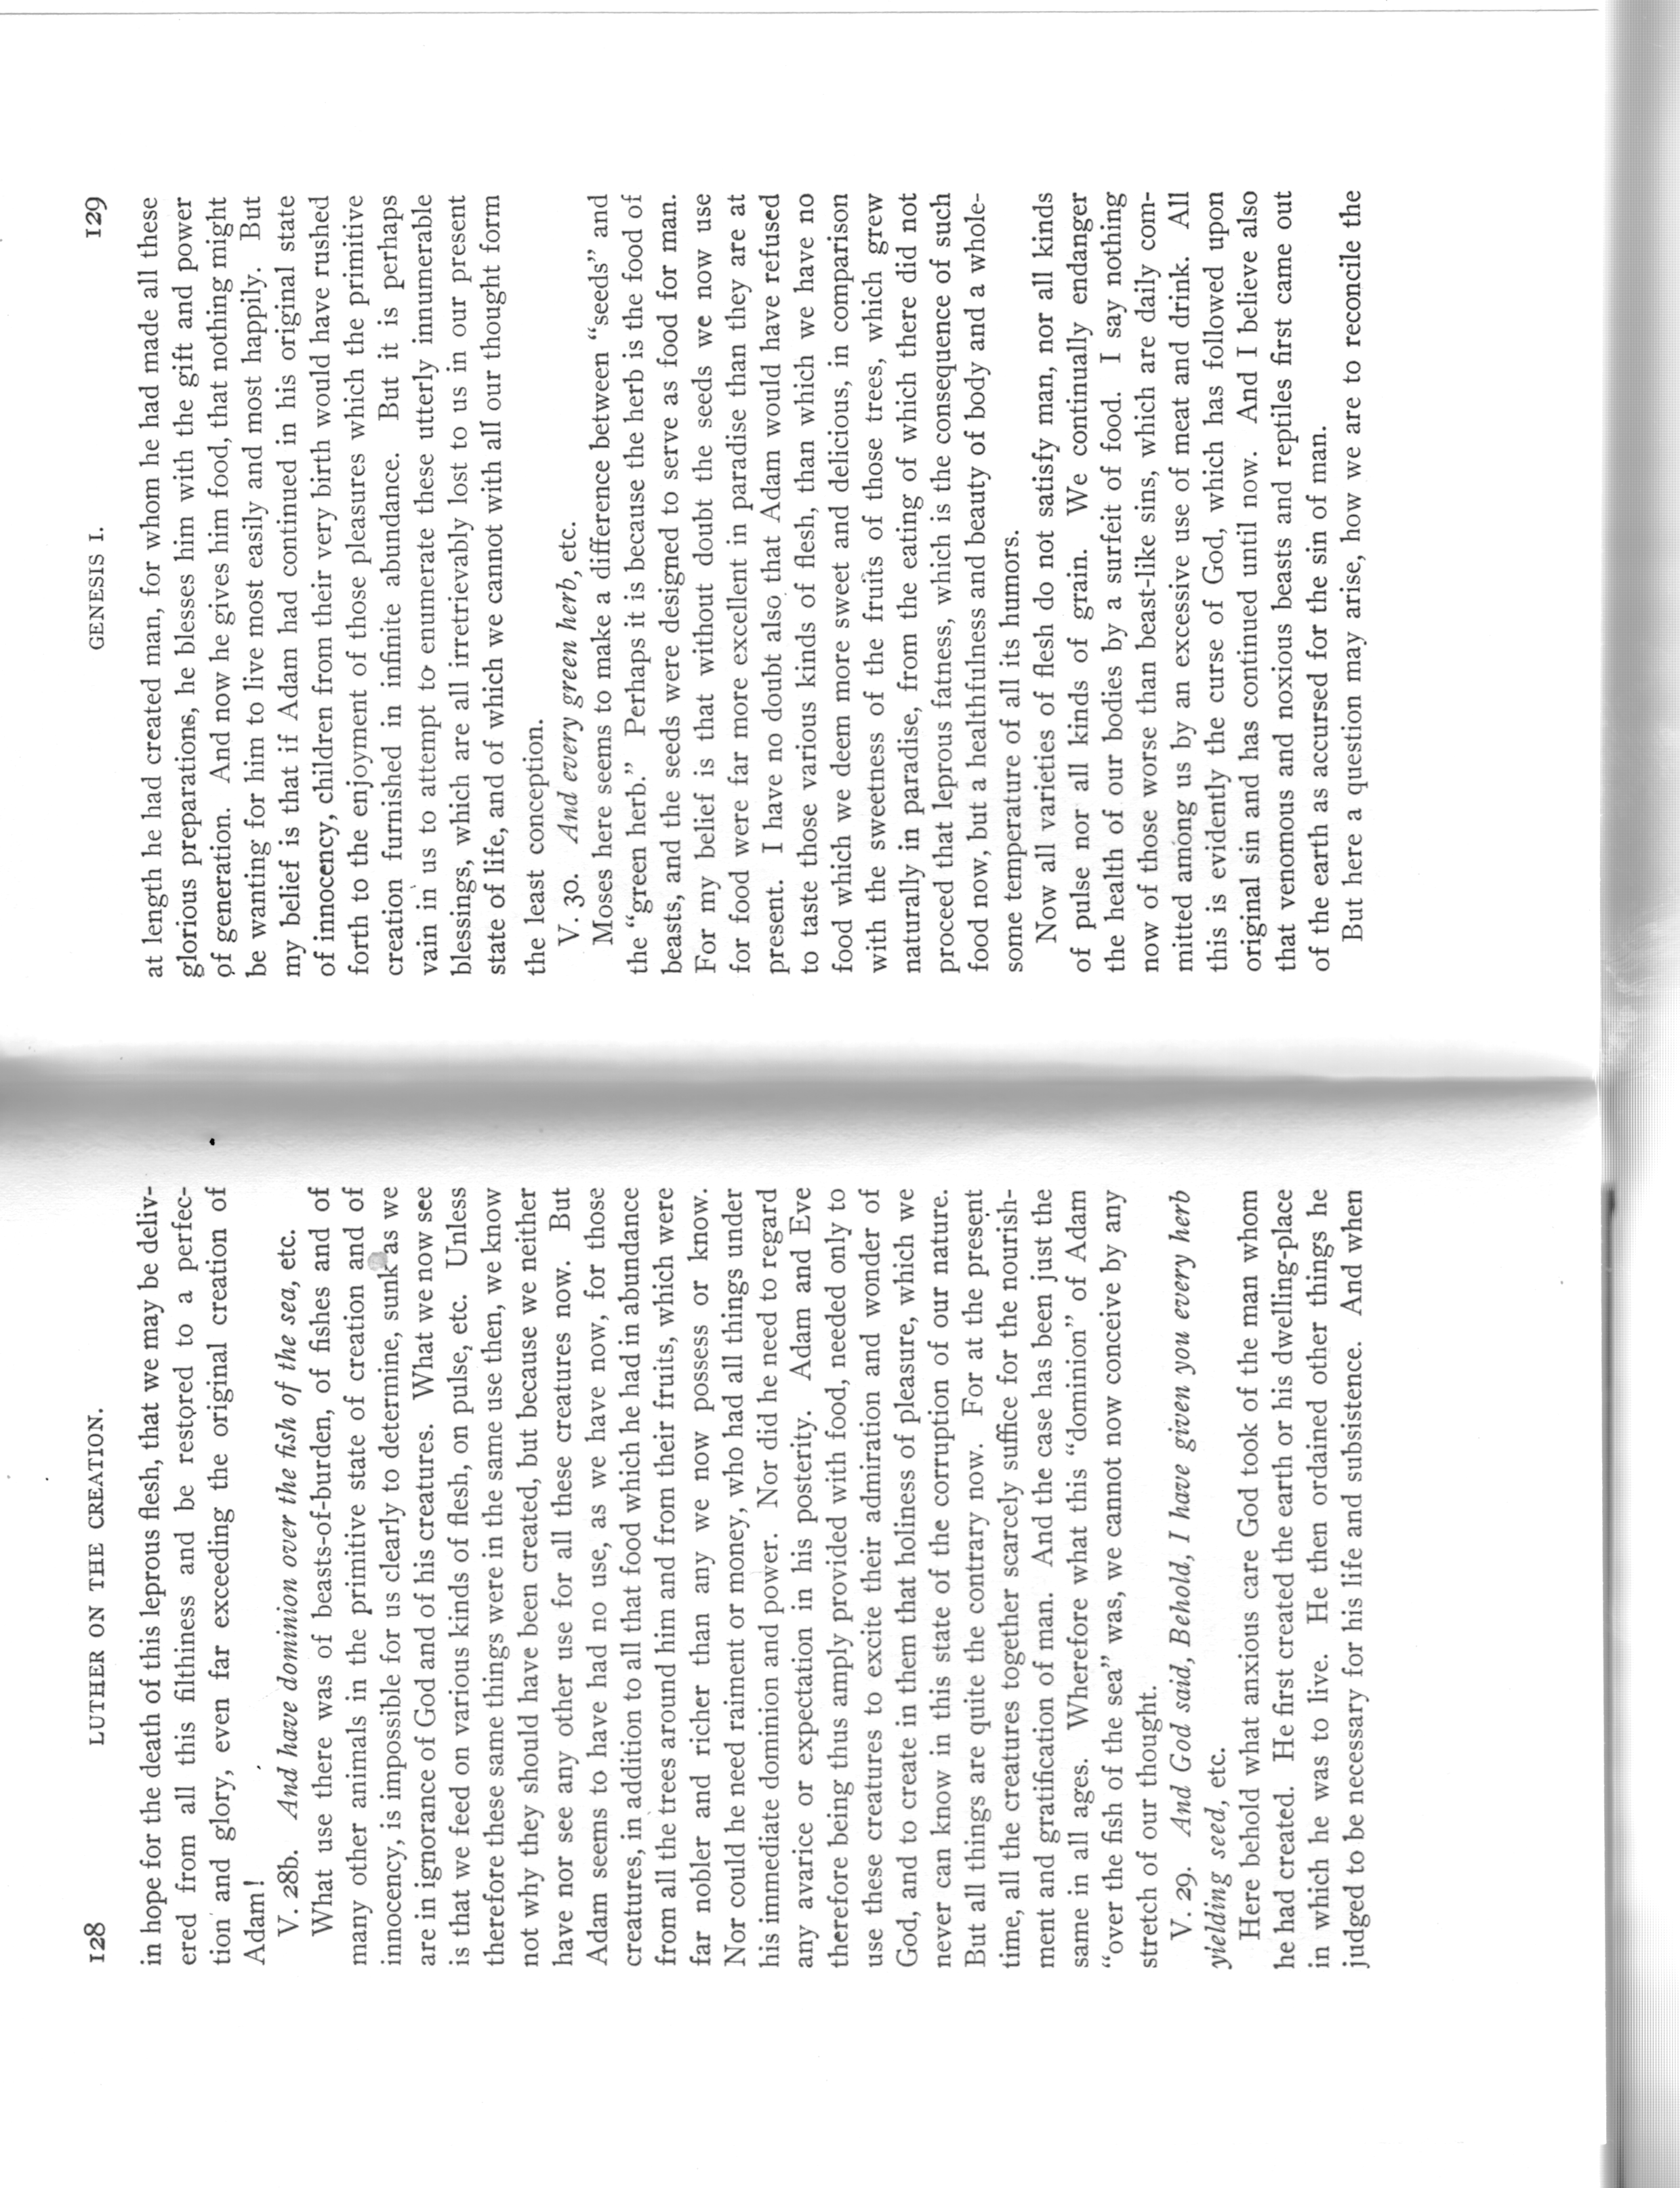 128 LUTHER ON THE CREATION.
in hope for the death of this leprous flesh, that we may be deliv-
ered from all this filthiness and be restored to a perfec-
tion and glory, even far exceeding the original creation of
Adam!
V. 28b. And have dominion over the fish of the sea, etc.
What use there was of beasts-of-burden, of fishes and of
many other animals in the primitive state of creation and of
innocency, is impossible for us clearly to determine, sunk as we
are in ignorance of God and of his creatures. What we now see
is that we feed on various kinds of flesh, on pulse, etc. Unless
therefore these same things were in the same use then, we know
not why they should have been created, but because we neither
have nor see any other use for all these creatures now. But
Adam seems to have had no use, as we have now, for those
creatures, in addition to all that food which he had in abundance
from all the trees around him and from their fruits, which were
far nobler and richer than any we now possess or know.
Nor could he need raiment or money, who had all things under
his immediate dominion and power. Nor did he need to regard
any avarice or expectation in his posterity. Adam and Eve
therefore being thus amply provided with food, needed only to
use these creatures to excite their admiration and wonder of
God, and to create in them that holiness of pleasure, which we
never can know in this state of the corruption of our nature.
But all things are quite the contrary now. For at the present
time, all the creatures together scarcely suffice for the nourish-
ment and gratification of man. And the case has been just the
same in all ages. Wherefore what this “dominion” of Adam
“over the fish of the sea” was, we cannot now conceive by any
stretch of our thought.
V. 29. And God said, Behold, I have given you every herb
yielding seed, etc.
Here behold what anxious care God took of the man whom
he had created. He first created the earth or his dwelling-place
in which he was to live. He then ordained other things he
judged to be necessary for his life and subsistence. And when
GENESIS I. 129
at length he had created man, for whom he had made all these
glorious preparations, he blesses him with the gift and power
of generation. And now he gives him food, that nothing might
be wanting for him to live most easily and most happily. But
my belief is that if Adam had continued in his original state
of innocency, children from their very birth would have rushed
forth to the enjoyment of those pleasures which the primitive
creation furnished in infinite abundance. But it is perhaps
vain in us to attempt to enumerate these utterly innumerable
blessings, which are all irretrievably lost to us in our present
state of life, and of which we cannot with all our thought form
the least conception.
V. 30. And every green herb, etc.
Moses here seems to make a difference between “seeds” and
the “green herb.” Perhaps it is because the herb is the food of
beasts, and the seeds were designed to serve as food for man.
For my belief is that without doubt the seeds we now use
for food were far more excellent in paradise than they are at
present. I have no doubt also that Adam would have refused
to taste those various kinds of flesh, than which we have no
food which we deem more sweet and delicious, in comparison
with the sweetness of the fruits of those trees, which grew
naturally in paradise, from the eating of which there did not
proceed that leprous fatness, which is the consequence of such
food now, but a healthfulness and beauty of body and a whole-
some temperature of all its humors.
Now all varieties of flesh do not satisfy man, nor all kinds
of pulse nor all kinds of grain. We continually endanger
the health of our bodies by a surfeit of food. I say nothing
now of those worse than beast-like sins, which are daily com-
mitted among us by an excessive use of meat and drink. All
this is evidently the curse of God, which has followed upon
original sin and has continued until now. And I believe also
that venomous and noxious beasts and reptiles first came out
of the earth as accursed for the sin of man.
But here a question may arise, how we are to reconcile the